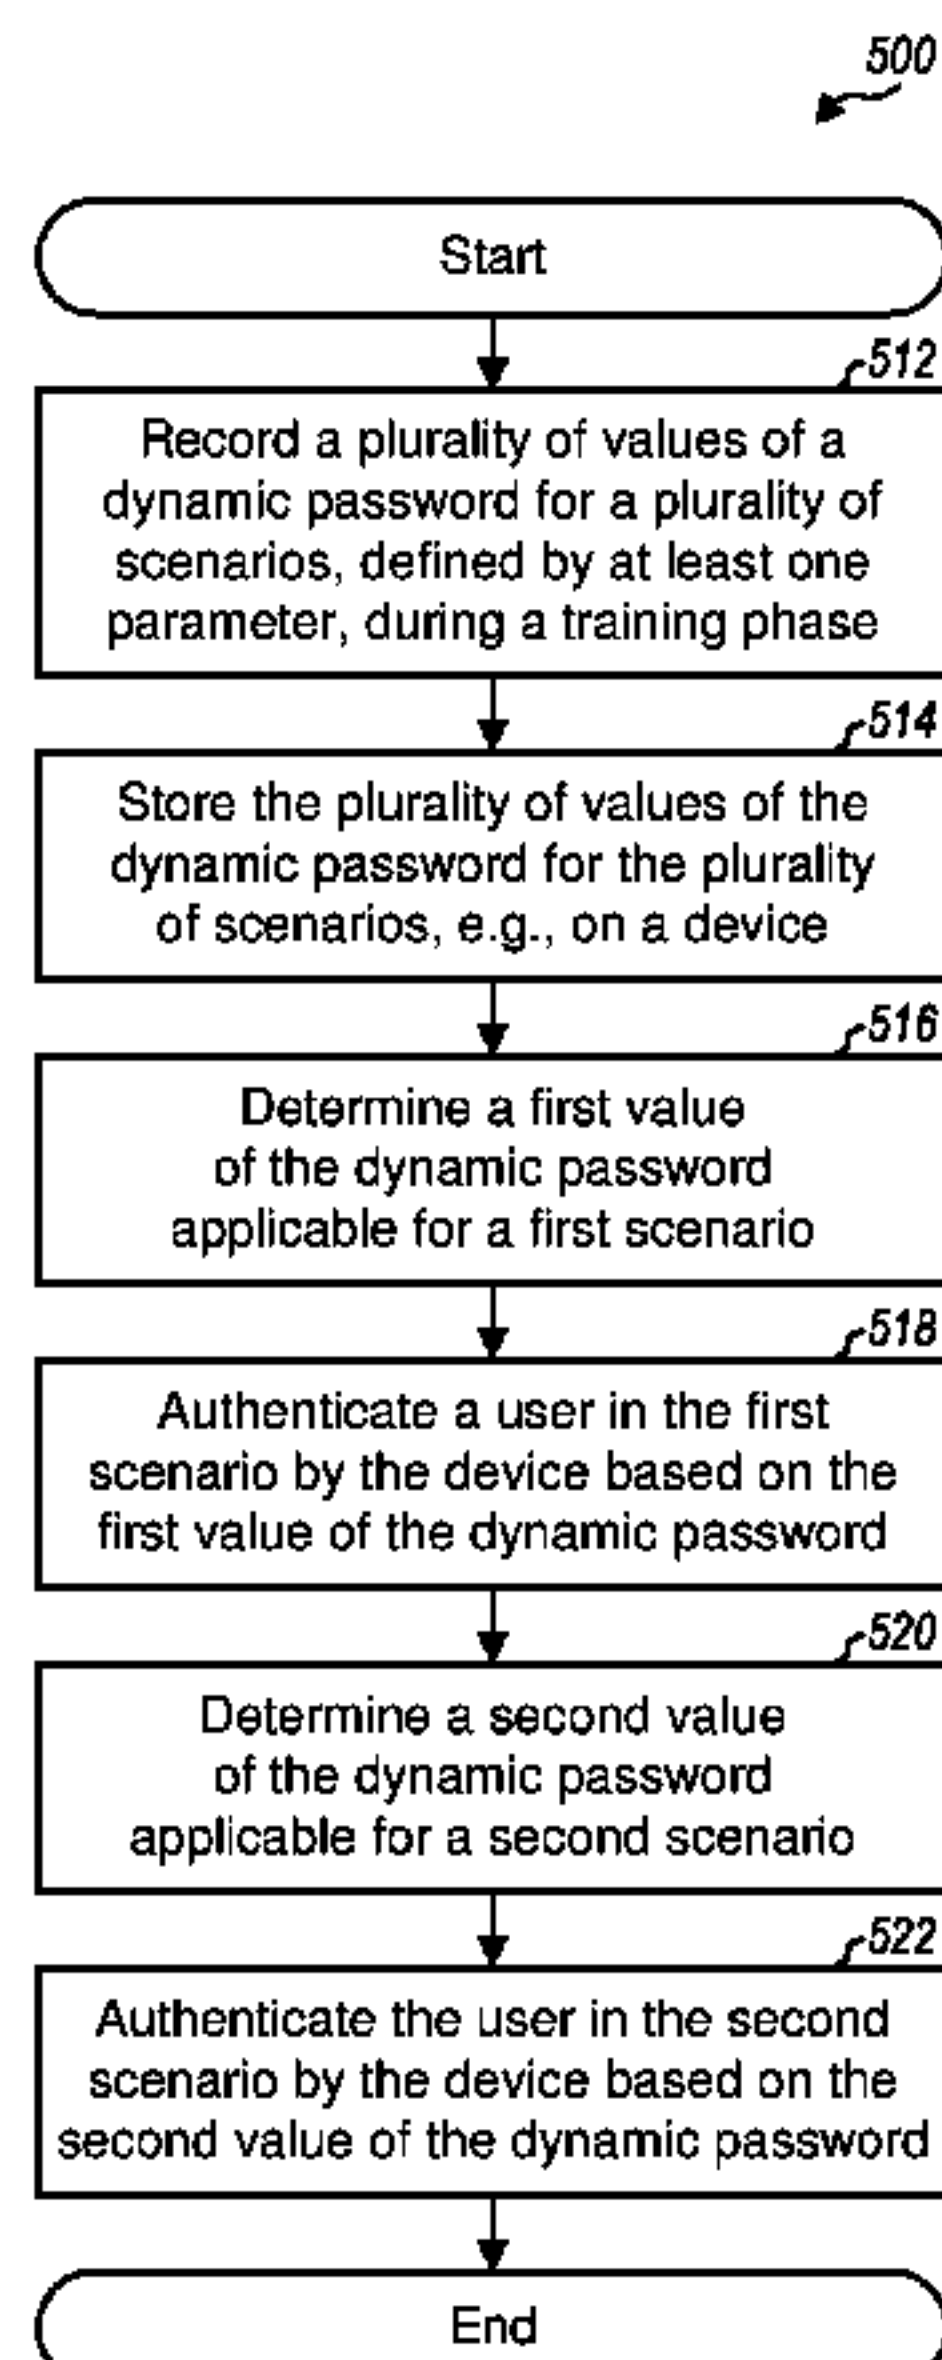 500
Start
512
Record a plurality of values of a
dynamic password for a plurality of
scenarios, defined by at least one
parameter, during a training phase
514
Store the plurality of values of the
dynamic password for the plurality
of scenarios, e.g., on a device
516
Determine a first value
of the dynamic password
applicable for a first scenario
518
Authenticate a user in the first
scenario by the device based on the
first value of the dynamic password
520
Determine a second value
of the dynamic password
applicable for a second scenario
522
Authenticate the user in the second
scenario by the device based on the
second value of the dynamic password
End